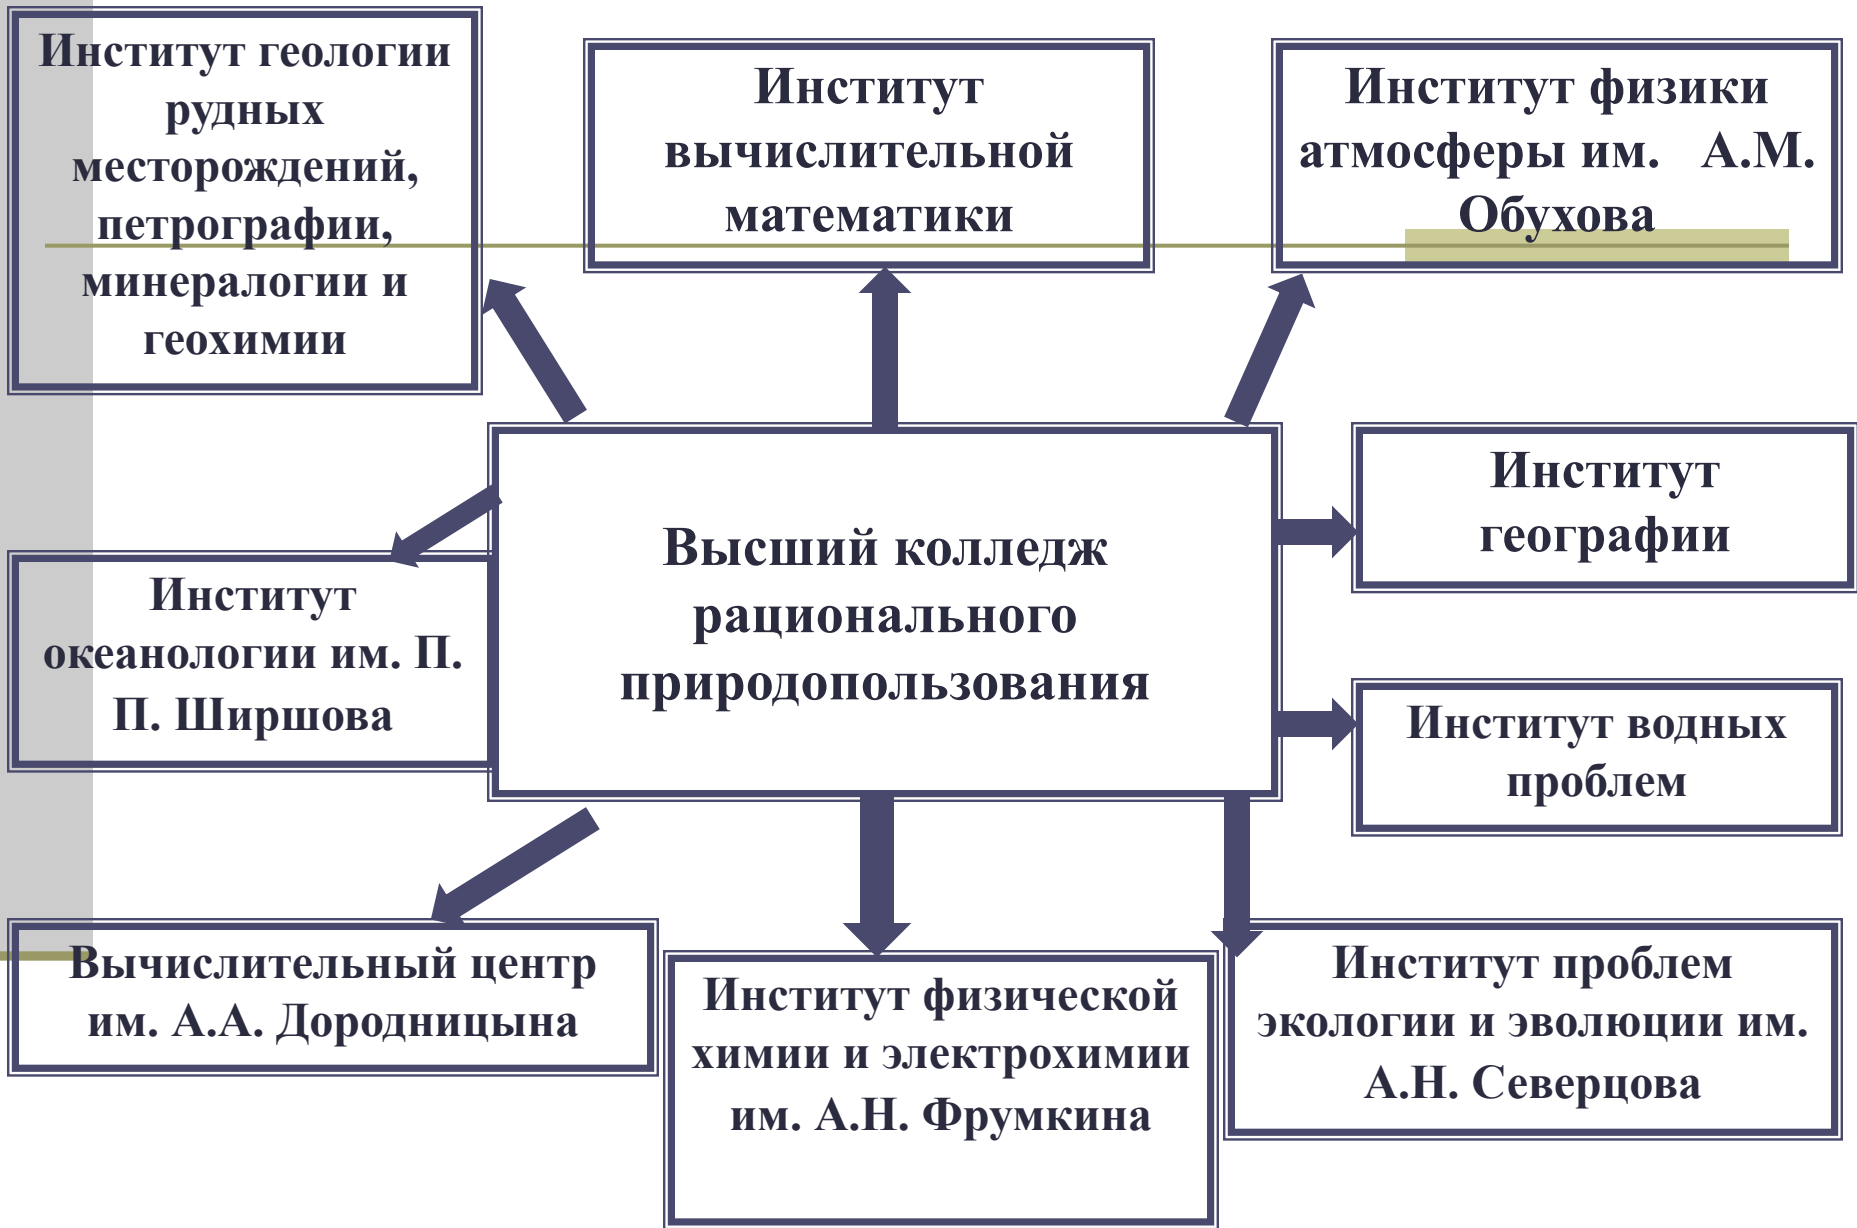 Институт геологии
рудных
месторождений,
петрографии,
минералогии и
геохимии
Институт
вычислительной
математики
Институт физики
атмосферы им. А.М.
Обухова
Высший колледж
рационального
природопользования
Институт
географии
Институт
океанологии им. П.
П. Ширшова
Институт водных
проблем
Вычислительный центр
им. А.А. Дородницына
Институт физической
химии и электрохимии
им. А.Н. Фрумкина
Институт проблем
экологии и эволюции им.
А.Н. Северцова